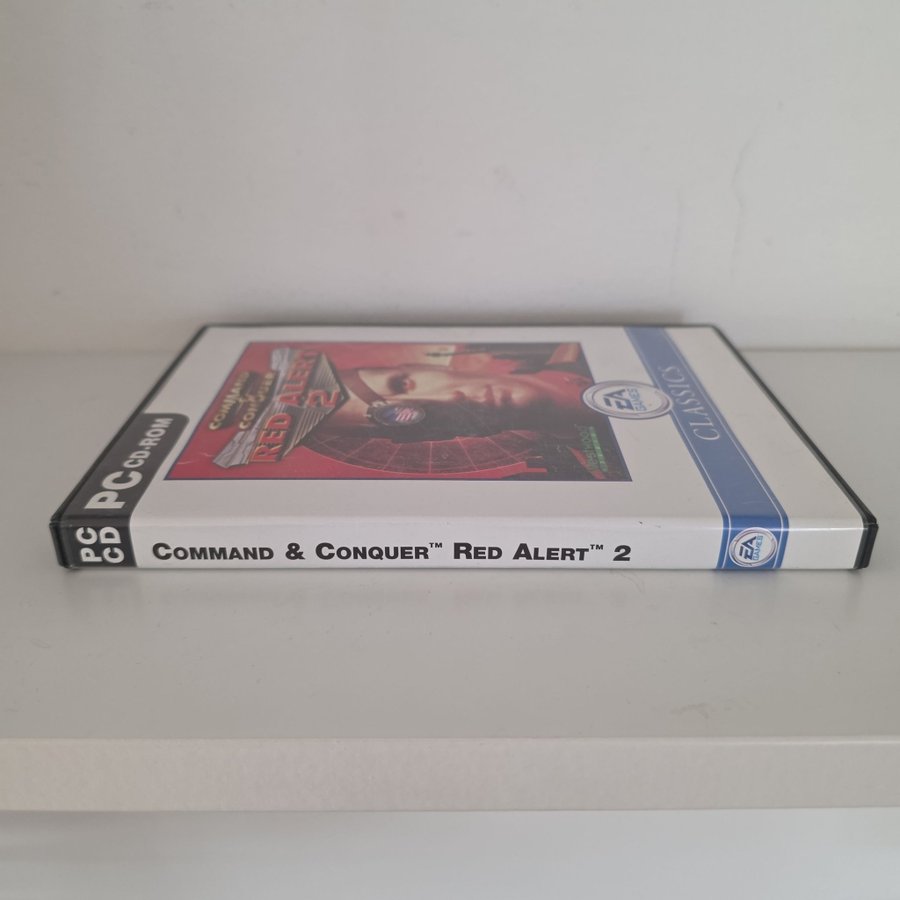 COMMAND
&
CONQUER
RED ALERT
2
PC CD-ROM
EA
GAMES
CLASSICS
Westwood
PC
CD
COMMAND & CONQUER™ RED ALERT™ 2
EA
GAMES